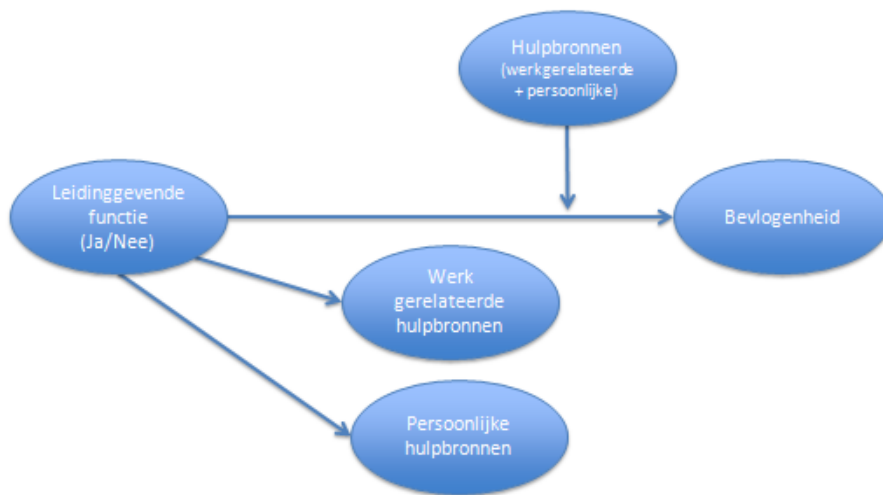 Hulpbronnen
(werkgerelateerde
+ persoonlijke)
Leidinggevende
functie
(Ja/Nee)
Bevlogenheid
Werk
gerelateerde
hulpbronnen
Persoonlijke
hulpbronnen